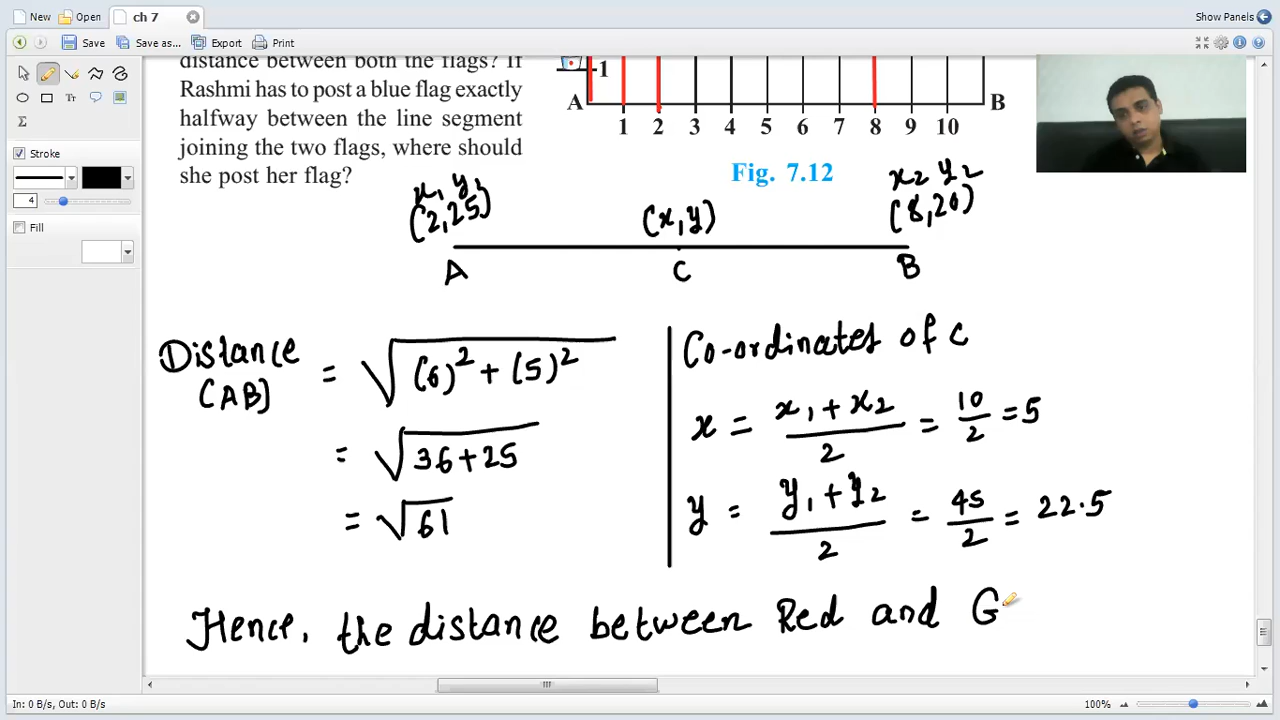 New Open ch 7 Show Panels
Save Save as... Export Print
distance between both the flags? If
Rashmi has to post a blue flag exactly
halfway between the line segment
joining the two flags, where should
she post her flag?
1
A B
1 2 3 4 5 6 7 8 9 10
Fig. 7.12
Tr
Σ
Stroke
4
Fill
x₁ y₁ x₂ y₂
(2,25) (x,y) (8,20)
A C B
Distance (AB) = √(6)² + (5)²
= √36+25
= √61
Co-ordinates of C
x = x₁ + x₂ / 2 = 10/2 = 5
y = y₁ + y₂ / 2 = 45/2 = 22.5
Hence, the distance between Red and G
In: 0 B/s, Out: 0 B/s 100%